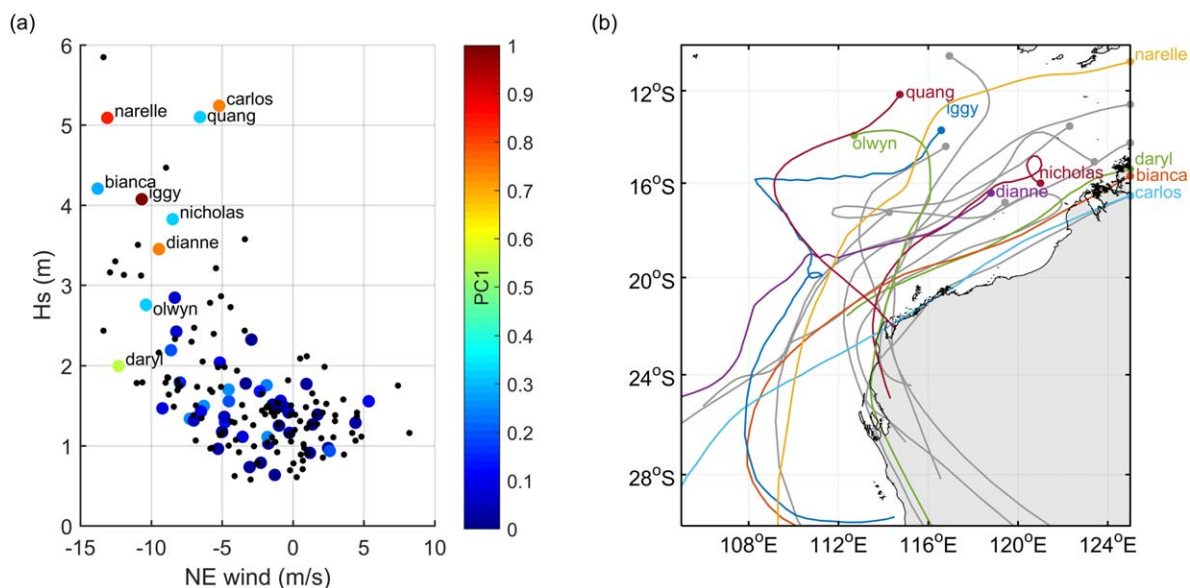 (a)
6
5
4
3
2
1
0
Hs (m)
-15 -10 -5 0 5 10
NE wind (m/s)
narelle
carlos
quang
bianca
iggy
nicholas
dianne
olwyn
daryl
1
0.9
0.8
0.7
0.6
0.5
0.4
0.3
0.2
0.1
0
PC1
(b)
12°S
16°S
20°S
24°S
28°S
108°E 112°E 116°E 120°E 124°E
narelle
quang
iggy
olwyn
daryl
nicholas
bianca
dianne
carlos